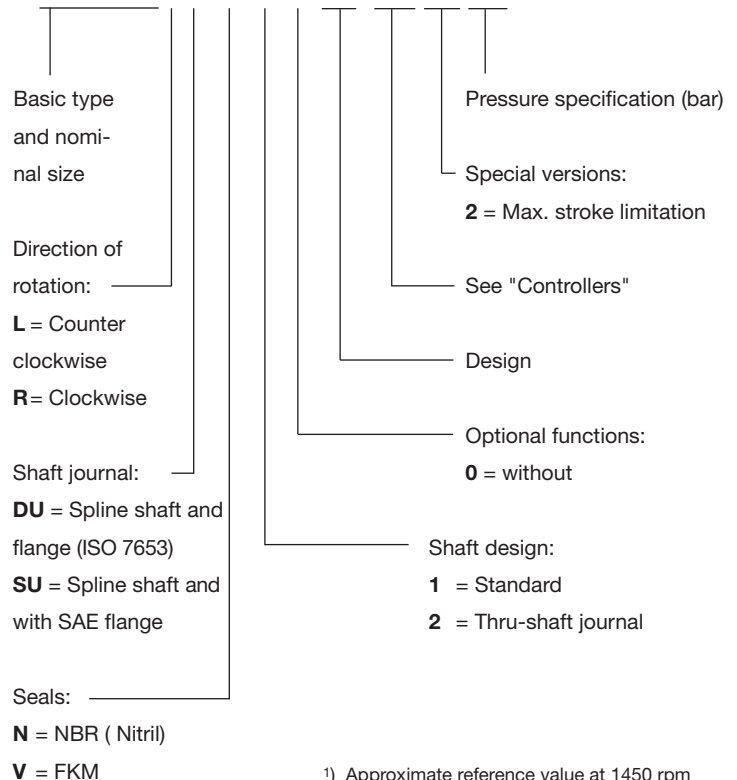 Basic type
and nomi-
nal size
Direction of
rotation:
L = Counter
clockwise
R= Clockwise
Shaft journal:
DU = Spline shaft and
flange (ISO 7653)
SU = Spline shaft and
with SAE flange
Seals:
N = NBR ( Nitril)
V = FKM
Pressure specification (bar)
Special versions:
2 = Max. stroke limitation
See "Controllers"
Design
Optional functions:
0 = without
Shaft design:
1 = Standard
2 = Thru-shaft journal
¹) Approximate reference value at 1450 rpm